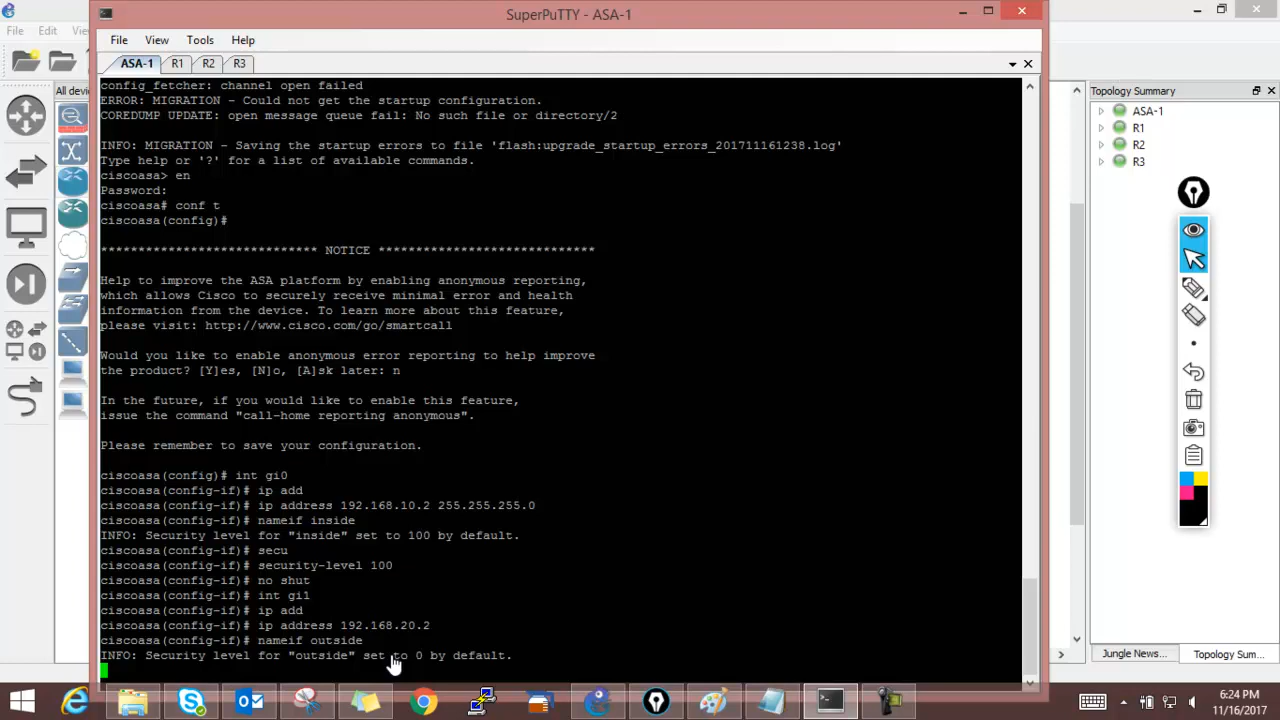 SuperPuTTY - ASA-1
File View
File View Tools Help
ASA-1 R1 R2 R3
All devi
Topology Summary
ASA-1
R1
R2
R3
config_fetcher: channel open failed
ERROR: MIGRATION - Could not get the startup configuration.
COREDUMP UPDATE: open message queue fail: No such file or directory/2
INFO: MIGRATION - Saving the startup errors to file 'flash:upgrade_startup_errors_201711161238.log'
Type help or '?' for a list of available commands.
ciscoasa> en
Password:
ciscoasa# conf t
ciscoasa(config)#
**************************** NOTICE ****************************
Help to improve the ASA platform by enabling anonymous reporting,
which allows Cisco to securely receive minimal error and health
information from the device. To learn more about this feature,
please visit: http://www.cisco.com/go/smartcall
Would you like to enable anonymous error reporting to help improve
the product? [Y]es, [N]o, [A]sk later: n
In the future, if you would like to enable this feature,
issue the command "call-home reporting anonymous".
Please remember to save your configuration.
ciscoasa(config)# int gi0
ciscoasa(config-if)# ip add
ciscoasa(config-if)# ip address 192.168.10.2 255.255.255.0
ciscoasa(config-if)# nameif inside
INFO: Security level for "inside" set to 100 by default.
ciscoasa(config-if)# secu
ciscoasa(config-if)# security-level 100
ciscoasa(config-if)# no shut
ciscoasa(config-if)# int gi1
ciscoasa(config-if)# ip add
ciscoasa(config-if)# ip address 192.168.20.2
ciscoasa(config-if)# nameif outside
INFO: Security level for "outside" set to 0 by default.
Jungle News... Topology Sum...
6:24 PM
11/16/2017